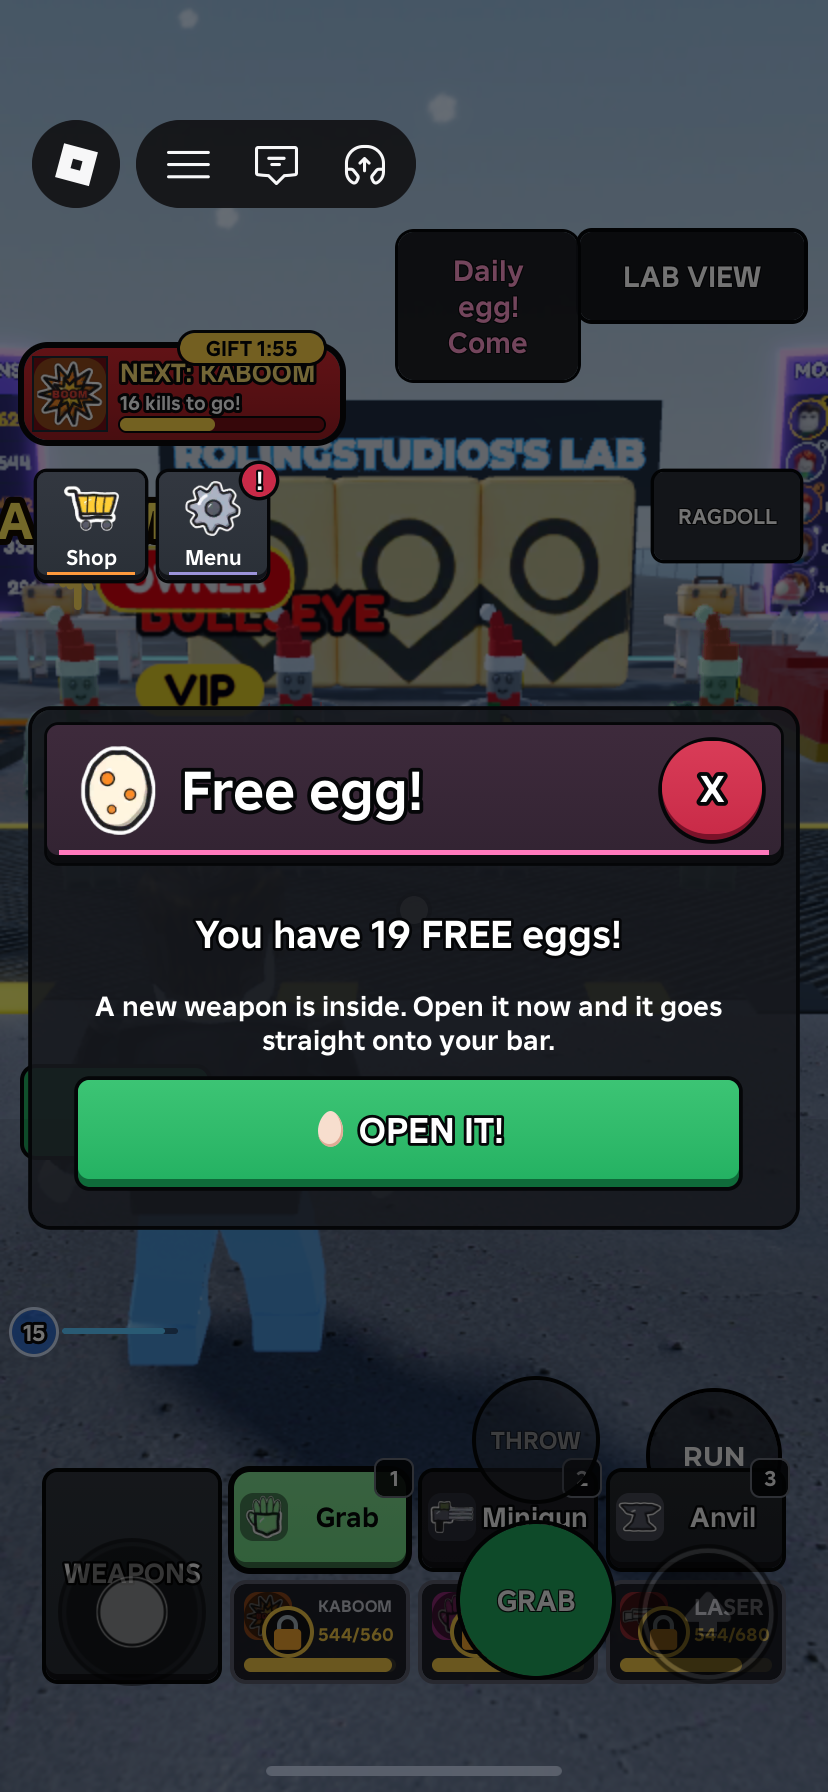 Daily
egg!
Come
LAB VIEW
GIFT 1:55
NEXT: KABOOM
BOOM
16 kills to go!
ROLINGSTUDIOS'S LAB
Shop
!
Menu
RAGDOLL
OWNER
BULLSEYE
VIP
Free egg!
X
You have 19 FREE eggs!
A new weapon is inside. Open it now and it goes
straight onto your bar.
OPEN IT!
15
THROW
RUN
WEAPONS
1
Grab
2
Minigun
3
Anvil
GRAB
KABOOM
544/560
LASER
544/680